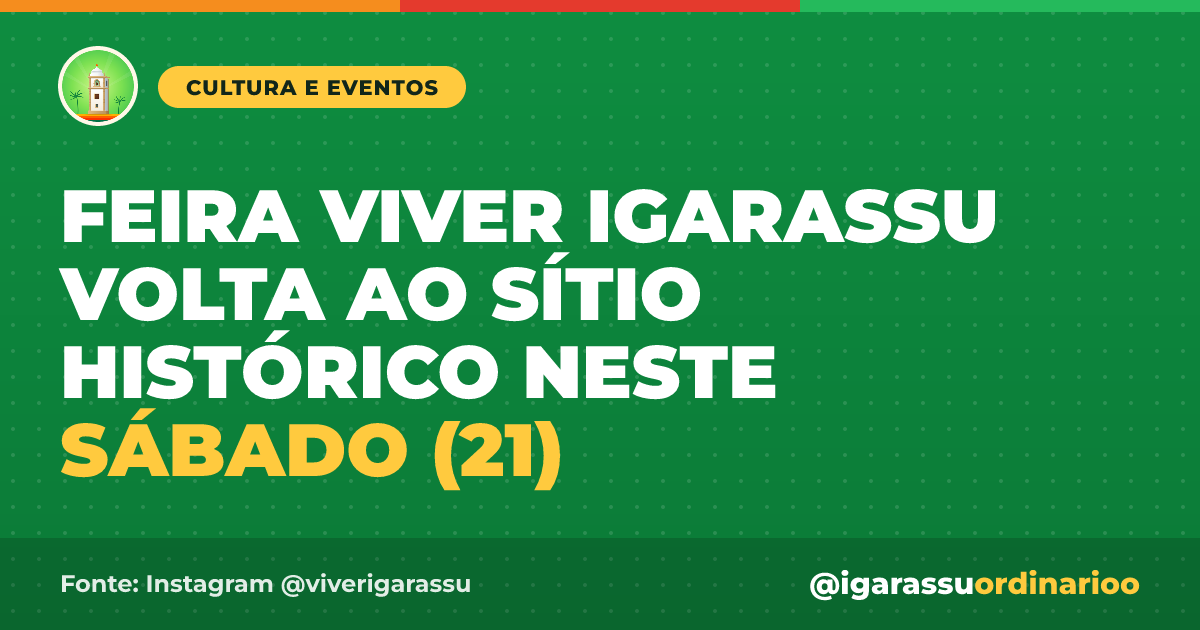 CULTURA E EVENTOS
FEIRA VIVER IGARASSU
VOLTA AO SÍTIO
HISTÓRICO NESTE
SÁBADO (21)
Fonte: Instagram @viverigarassu
@igarassuordinarioo